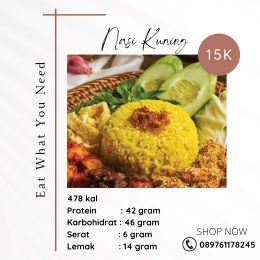 Nasi Kuning
15K
Eat What You Need
478 kal
Protein : 42 gram
Karbohidrat : 46 gram
Serat : 6 gram
Lemak : 14 gram
SHOP NOW
089761178245